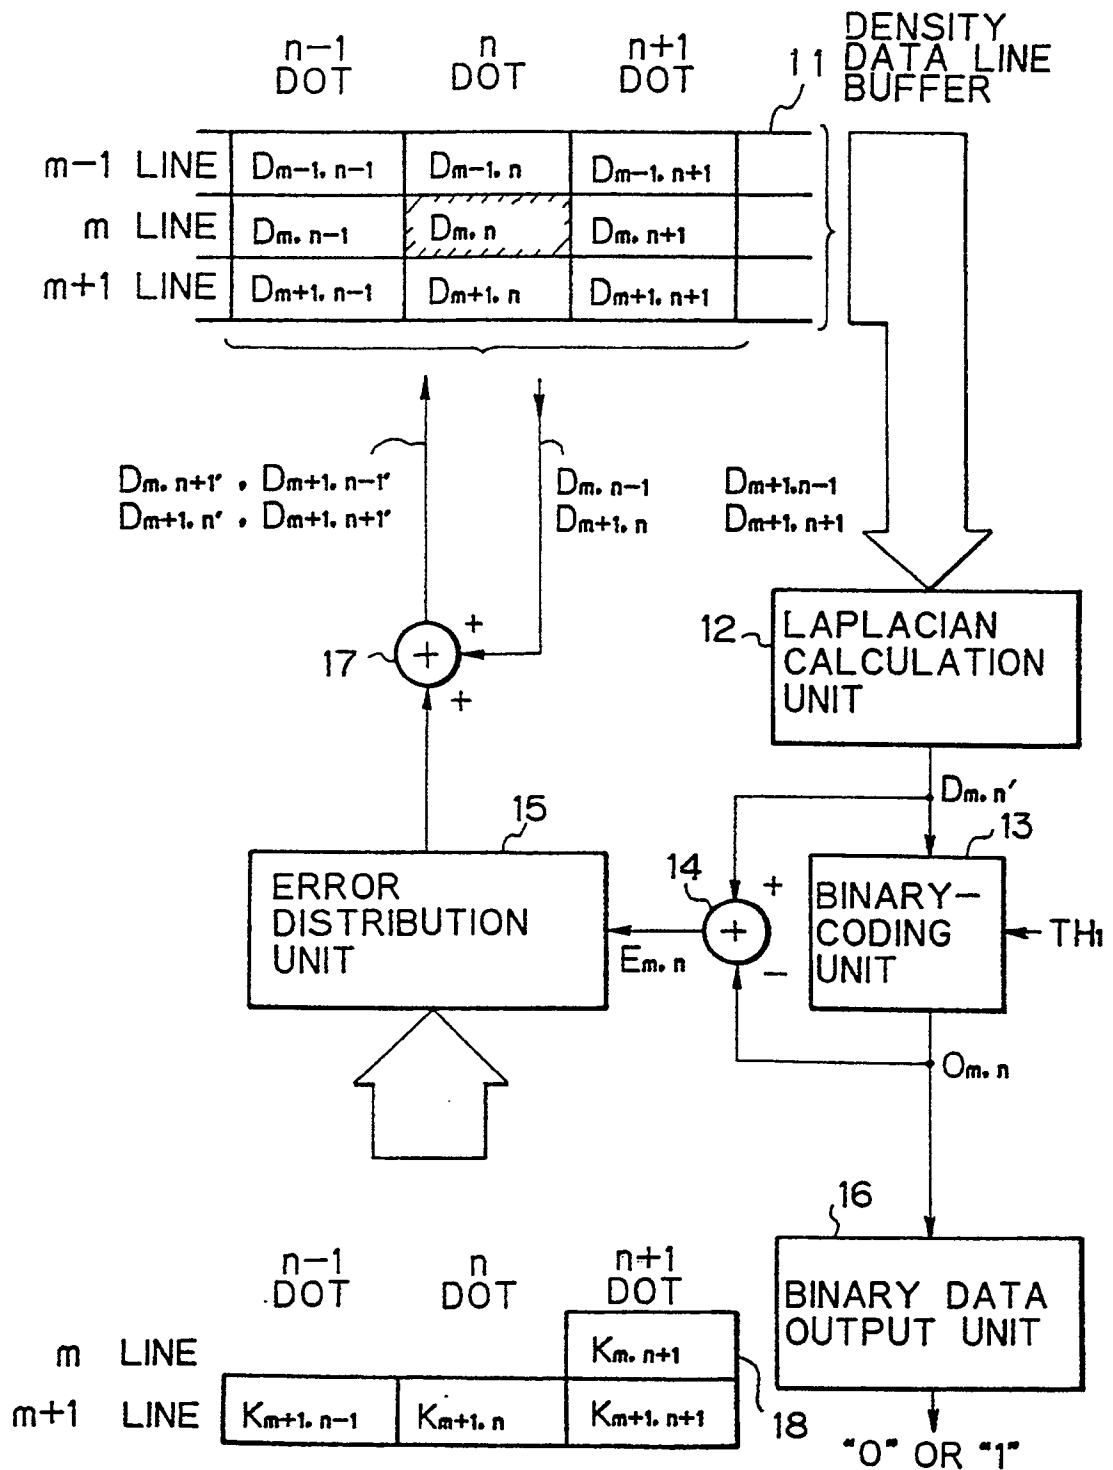 n-1 DOT
n DOT
n+1 DOT
11
DENSITY
DATA LINE
BUFFER
m-1 LINE Dm-1.n-1 Dm-1.n Dm-1.n+1
m LINE Dm.n-1 Dm.n Dm.n+1
m+1 LINE Dm+1.n-1 Dm+1.n Dm+1.n+1
Dm.n+1' . Dm+1.n-1'
Dm+1.n' . Dm+1.n+1'
Dm.n-1 Dm+1.n-1
Dm+1.n Dm+1.n+1
12
LAPLACIAN
CALCULATION
UNIT
17
+
+
+
Dm.n'
15
ERROR
DISTRIBUTION
UNIT
14
+
+
-
Em.n
13
BINARY-
CODING
UNIT
TH1
Om.n
16
BINARY DATA
OUTPUT UNIT
"0" OR "1"
n-1 DOT
n DOT
n+1 DOT
m LINE Km.n+1
m+1 LINE Km+1.n-1 Km+1.n Km+1.n+1
18